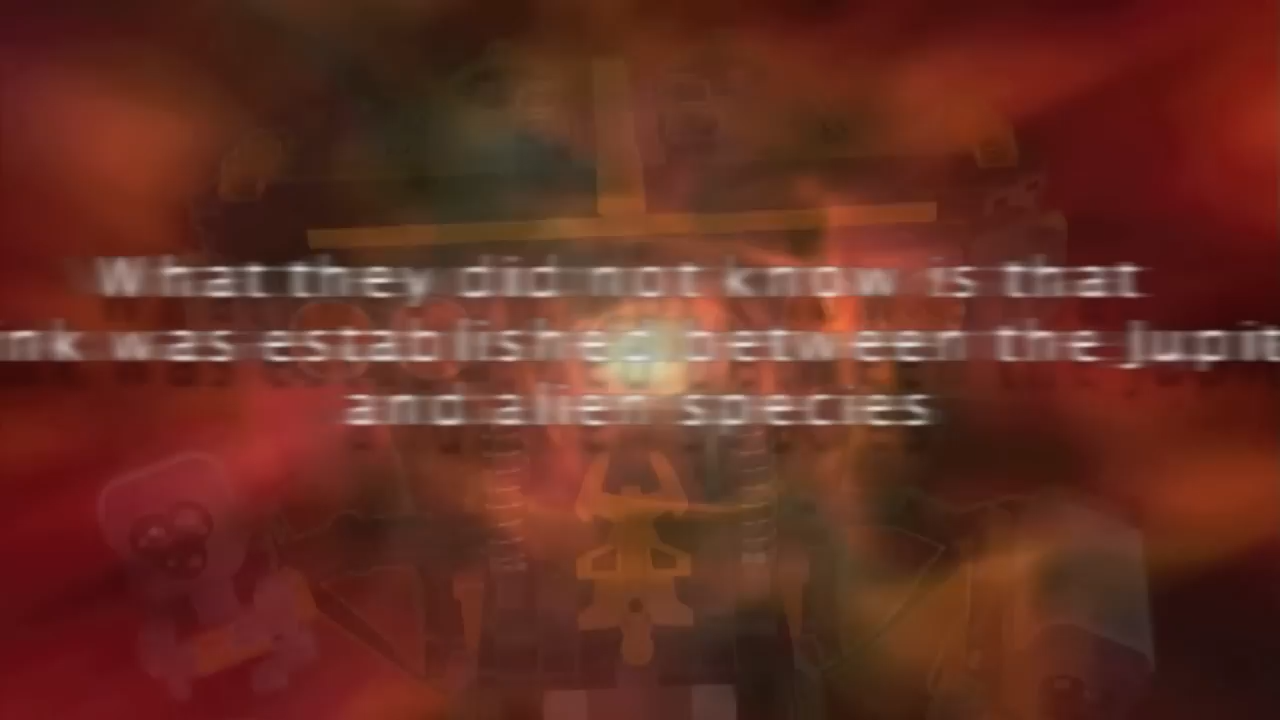 What they did not know is that
nk was established between the Jupit
and alien species